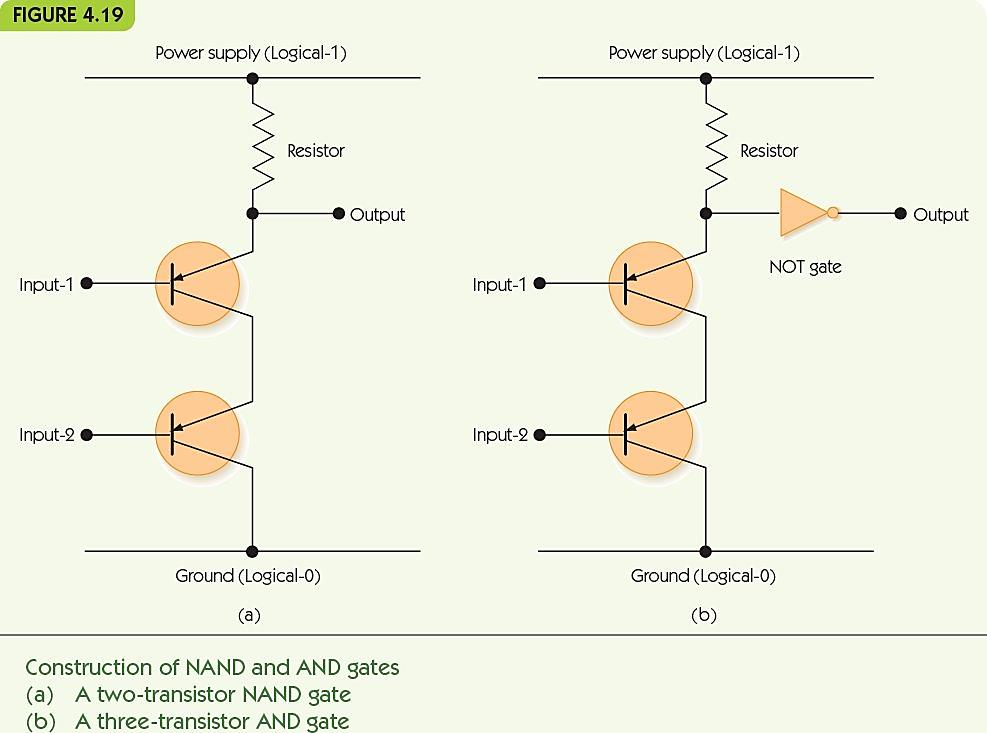 FIGURE 4.19
Power supply (Logical-1)
Resistor
Output
Input-1
Input-2
Ground (Logical-0)
(a)
Power supply (Logical-1)
Resistor
Output
NOT gate
Input-1
Input-2
Ground (Logical-0)
(b)
Construction of NAND and AND gates
(a) A two-transistor NAND gate
(b) A three-transistor AND gate